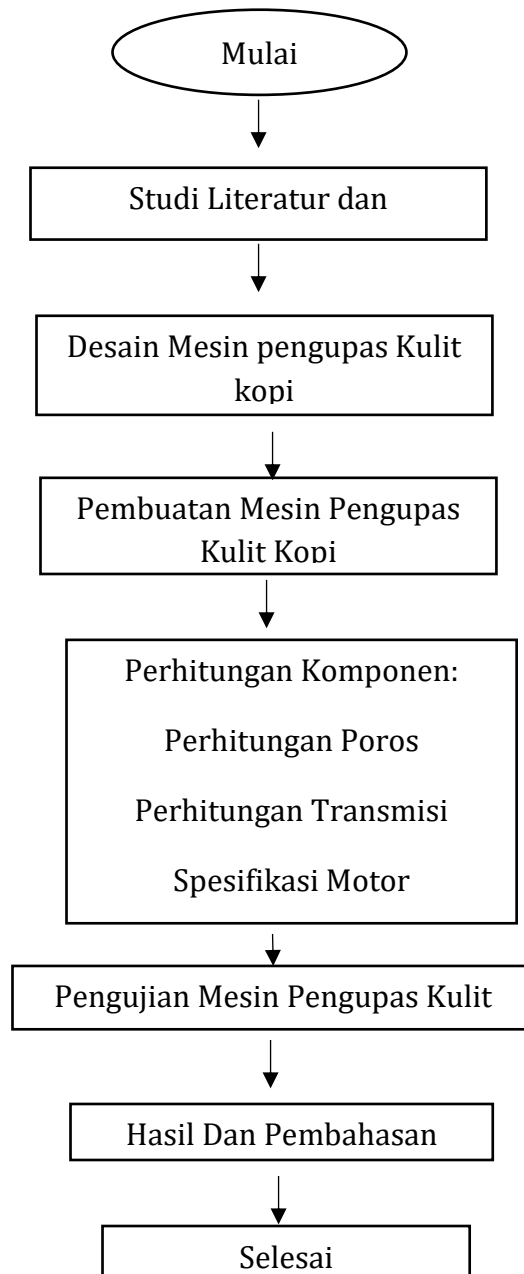 Mulai
Studi Literatur dan
Desain Mesin pengupas Kulit
kopi
Pembuatan Mesin Pengupas
Kulit Kopi
Perhitungan Komponen:
Perhitungan Poros
Perhitungan Transmisi
Spesifikasi Motor
Pengujian Mesin Pengupas Kulit
Hasil Dan Pembahasan
Selesai